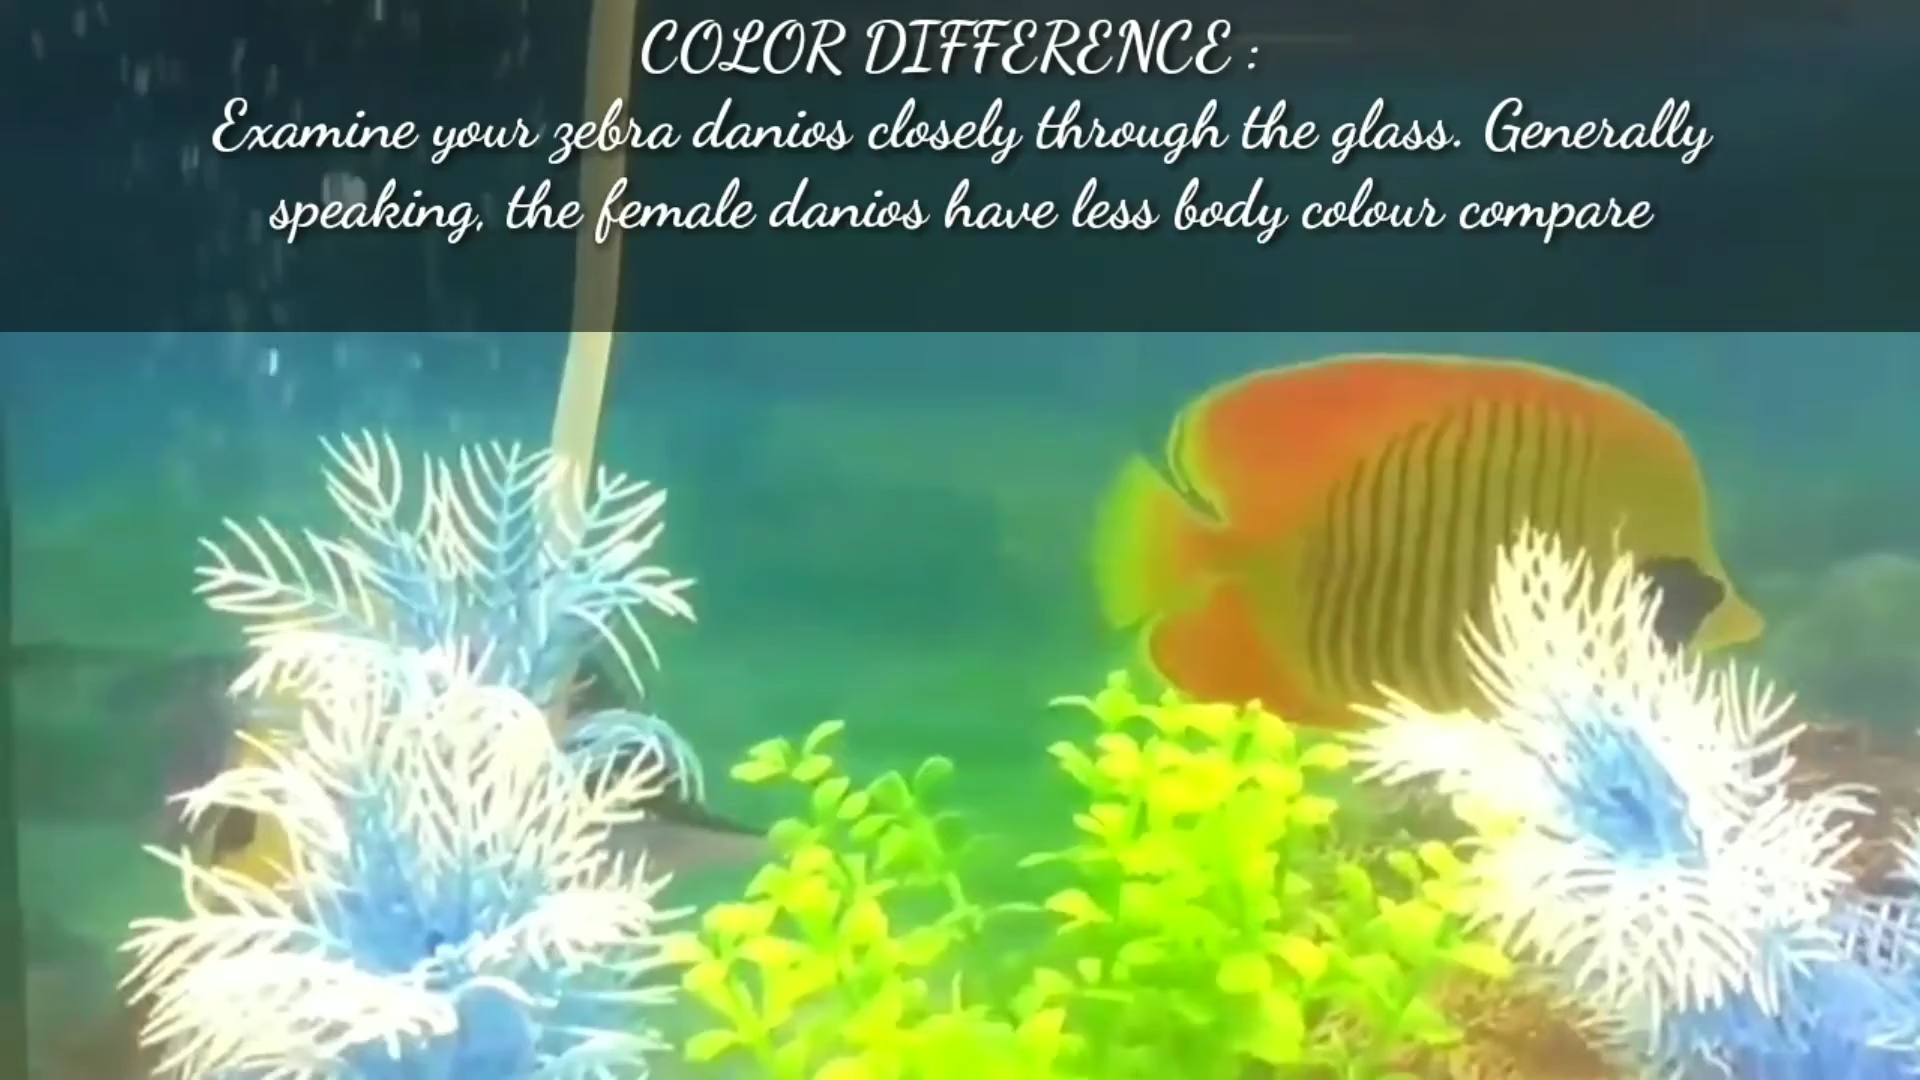 COLOR DIFFERENCE :
Examine your zebra danios closely through the glass. Generally
speaking, the female danios have less body colour compare